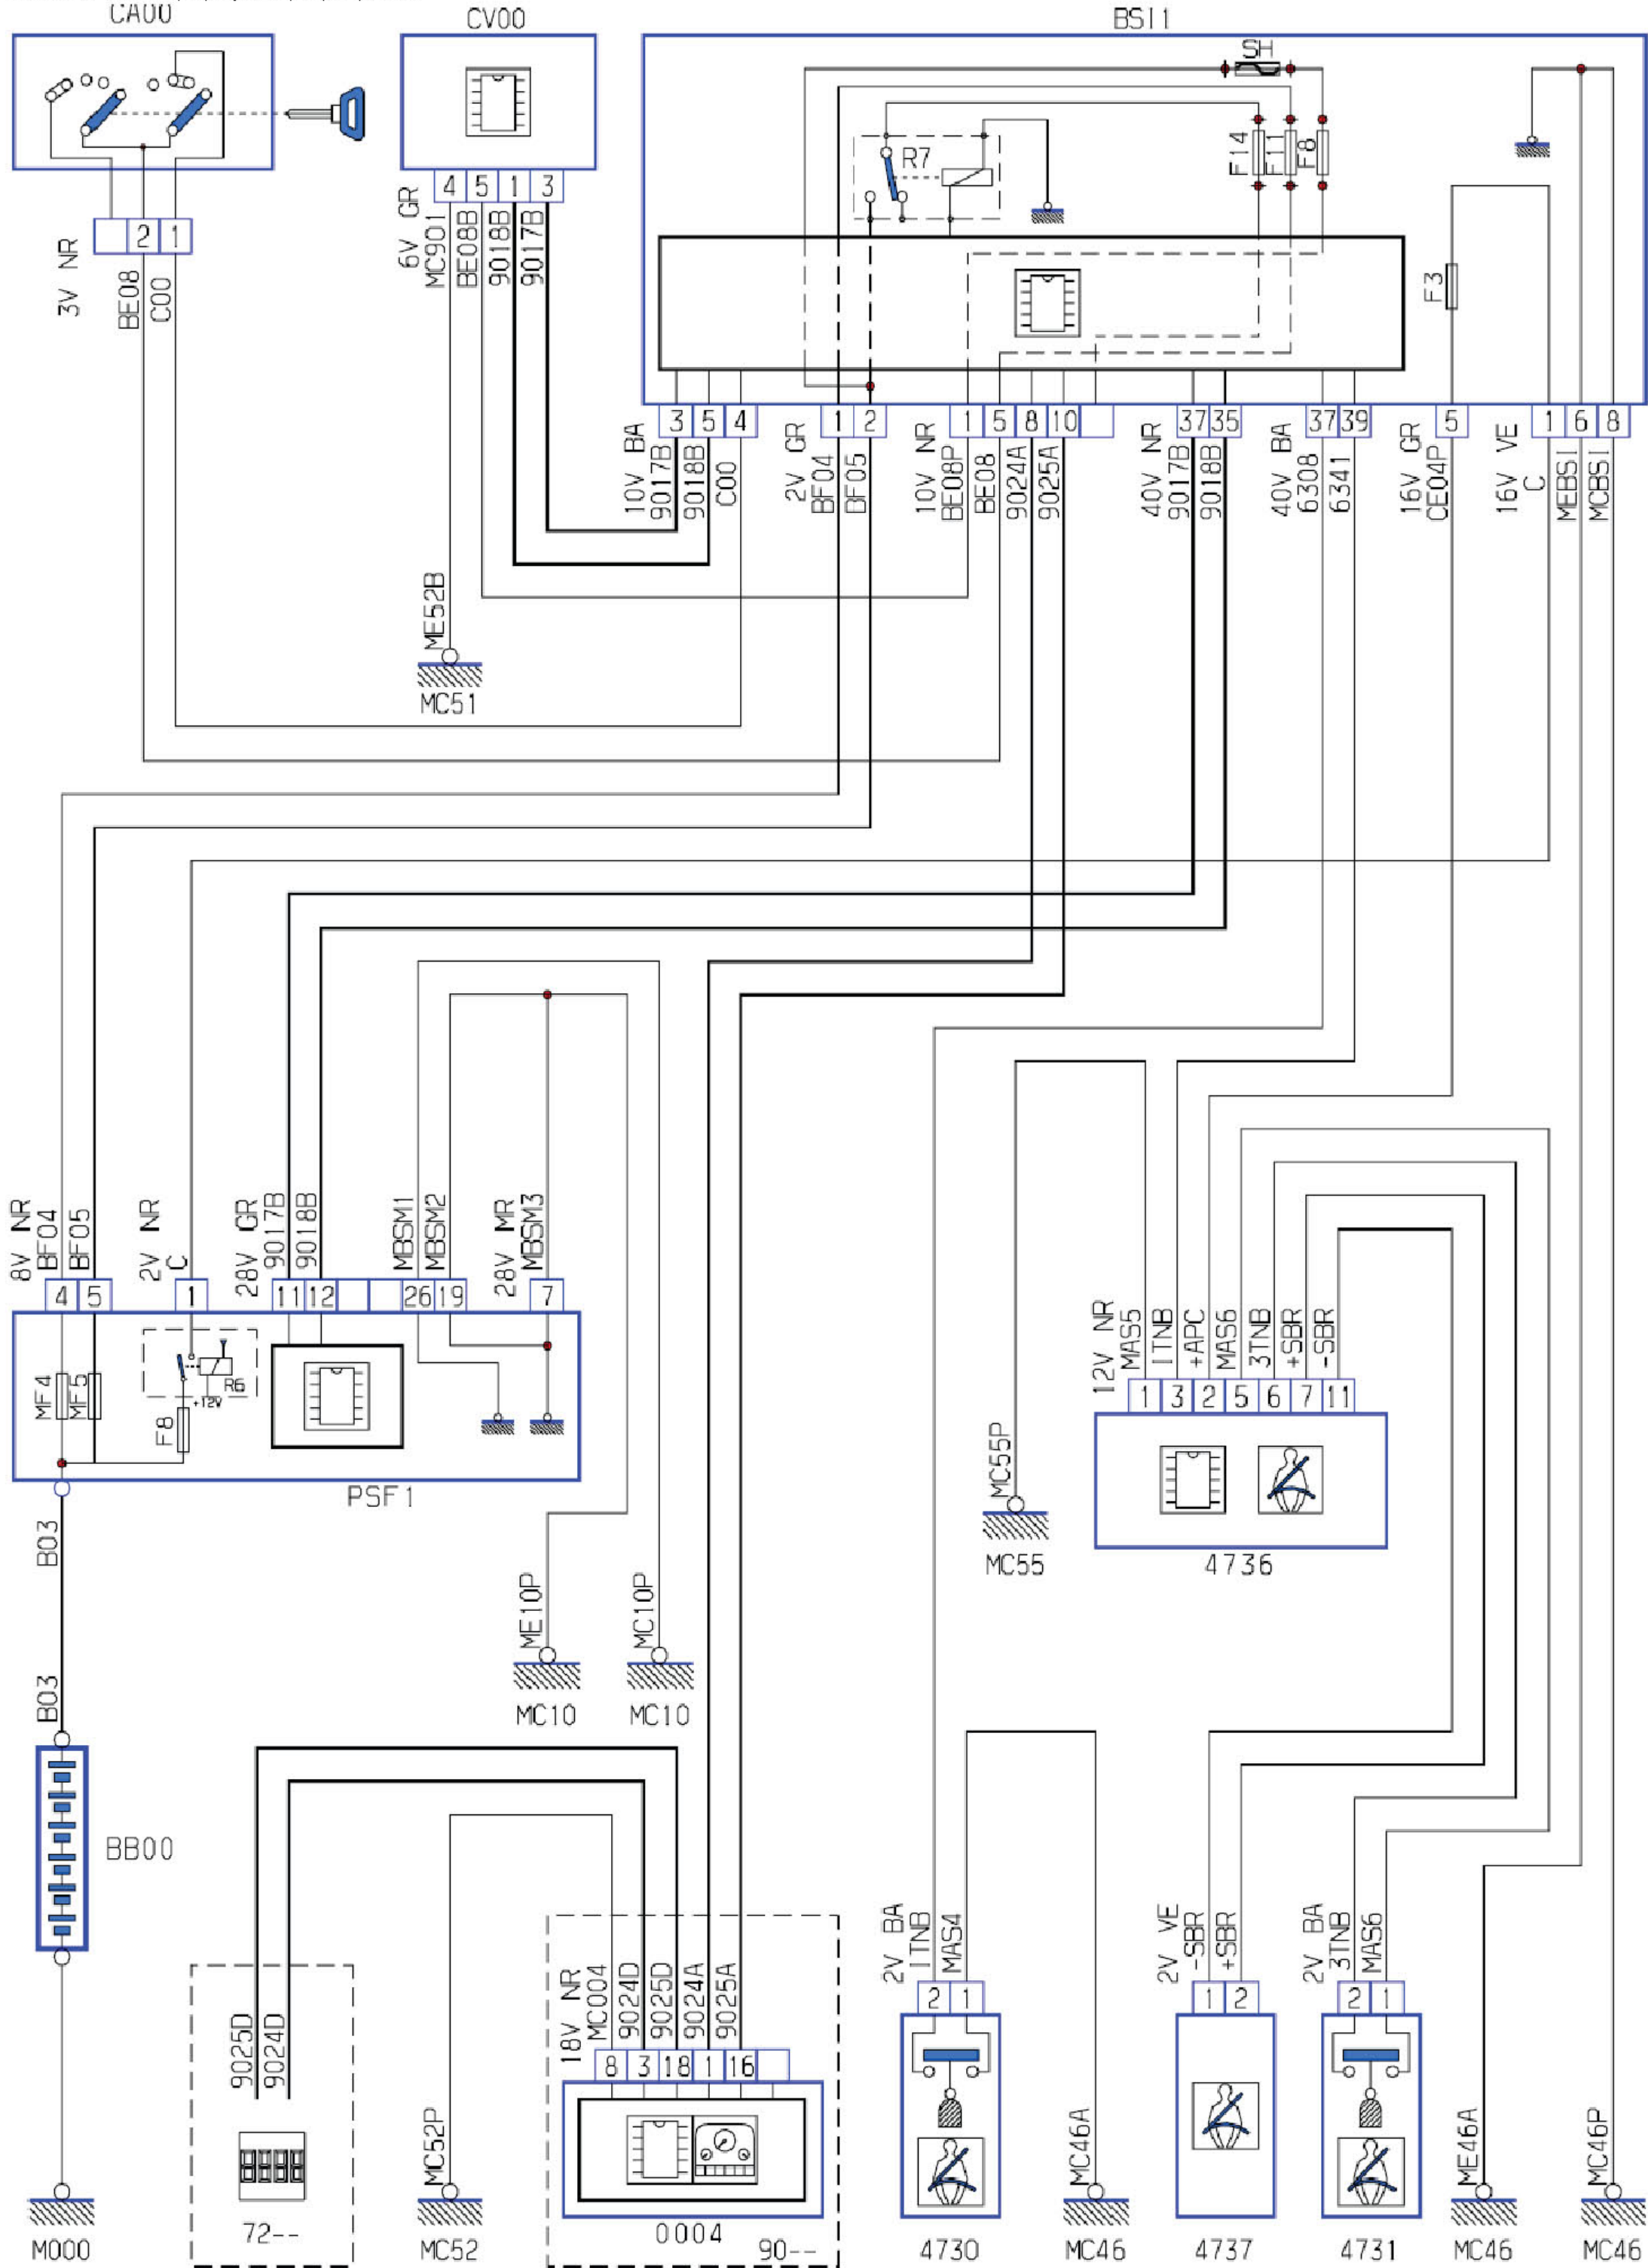 CA00
CV00
BSI1
SH
R7
F14
F11
F8
F3
2 1
3V NR
BE08
C00
4 5 1 3
6V GR
MC901
BE08B
9018B
9017B
3 5 4
10V BA
9017B
9018B
C00
1 2
2V GR
BF04
BF05
1 5 8 10
10V NR
BE08P
BE08
9024A
9025A
37 35
40V NR
9017B
9018B
37 39
40V BA
6308
6341
5
16V GR
CE04P
1 6 8
16V VE
C
MEBSI
MCBSI
ME52B
MC51
8V NR
BF04
BF05
4 5
2V NR
C
1
28V GR
9017B
9018B
MBSM1
MBSM2
11 12 26 19
28V MR
MBSM3
7
MF4
MF5
F8
R6
+12V
PSF1
B03
B03
BB00
M000
ME10P
MC10
MC10P
MC10
12V NR
MAS5
1TNB
+APC
MAS6
3TNB
+SBR
-SBR
1 3 2 5 6 7 11
4736
MC55P
MC55
9025D
9024D
72--
MC52P
MC52
18V NR
MC004
9024D
9025D
9024A
9025A
8 3 18 1 16
0004
90--
2V BA
1TNB
MAS4
2 1
4730
MC46A
MC46
2V VE
-SBR
+SBR
1 2
4737
2V BA
3TNB
MAS6
2 1
4731
ME46A
MC46
MC46P
MC46